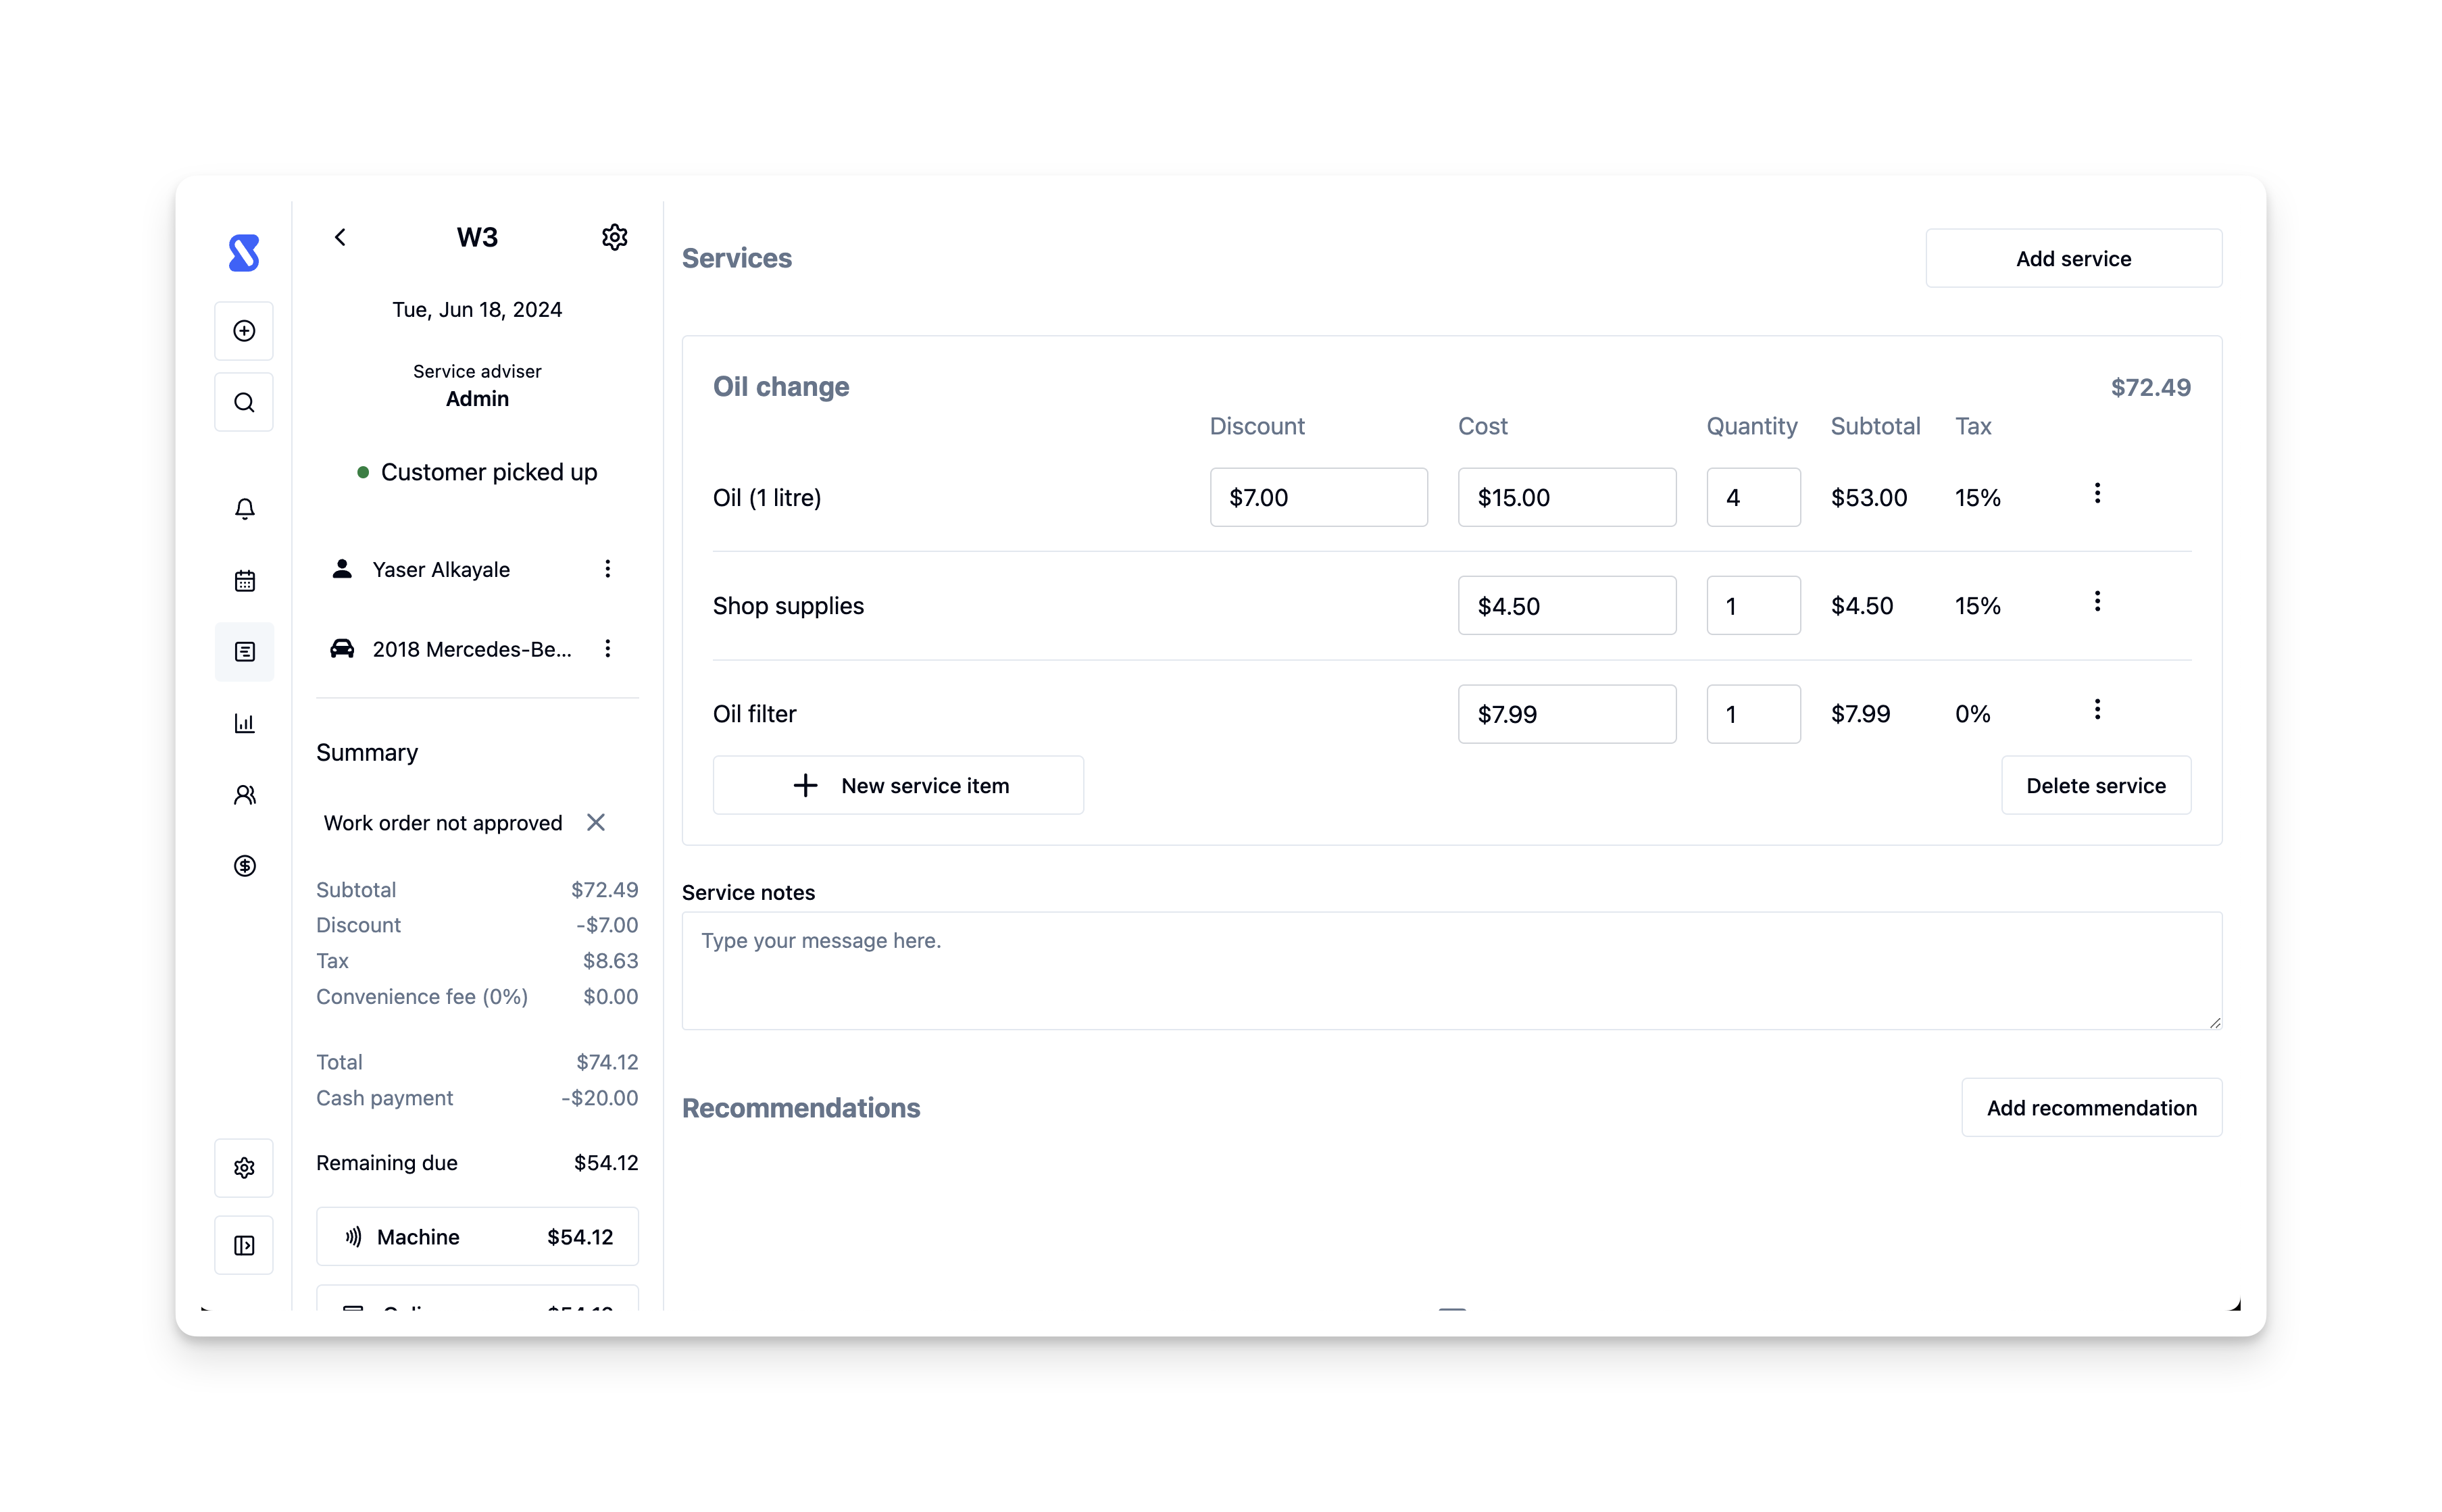 W3
Tue, Jun 18, 2024
Service adviser
Admin
Customer picked up
Yaser Alkayale
2018 Mercedes-Be...
Summary
Work order not approved
Subtotal $72.49
Discount -$7.00
Tax $8.63
Convenience fee (0%) $0.00
Total $74.12
Cash payment -$20.00
Remaining due $54.12
Machine $54.12
Services
Add service
Oil change $72.49
Discount Cost Quantity Subtotal Tax
Oil (1 litre) $7.00 $15.00 4 $53.00 15%
Shop supplies $4.50 1 $4.50 15%
Oil filter $7.99 1 $7.99 0%
New service item
Delete service
Service notes
Type your message here.
Recommendations
Add recommendation